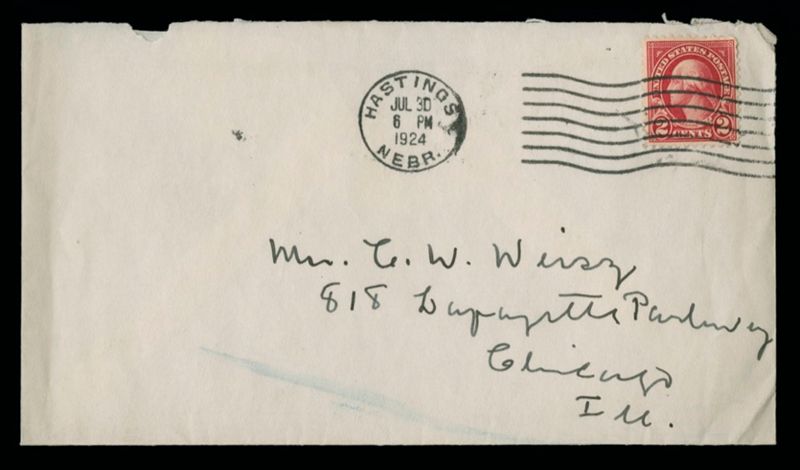 HASTINGS
JUL 30
6 PM
1924
NEBR.
UNITED STATES POSTAGE
2 CENTS 2
Mr. C. W. Weisz
818 Lafayette Parkway
Chicago
Ill.